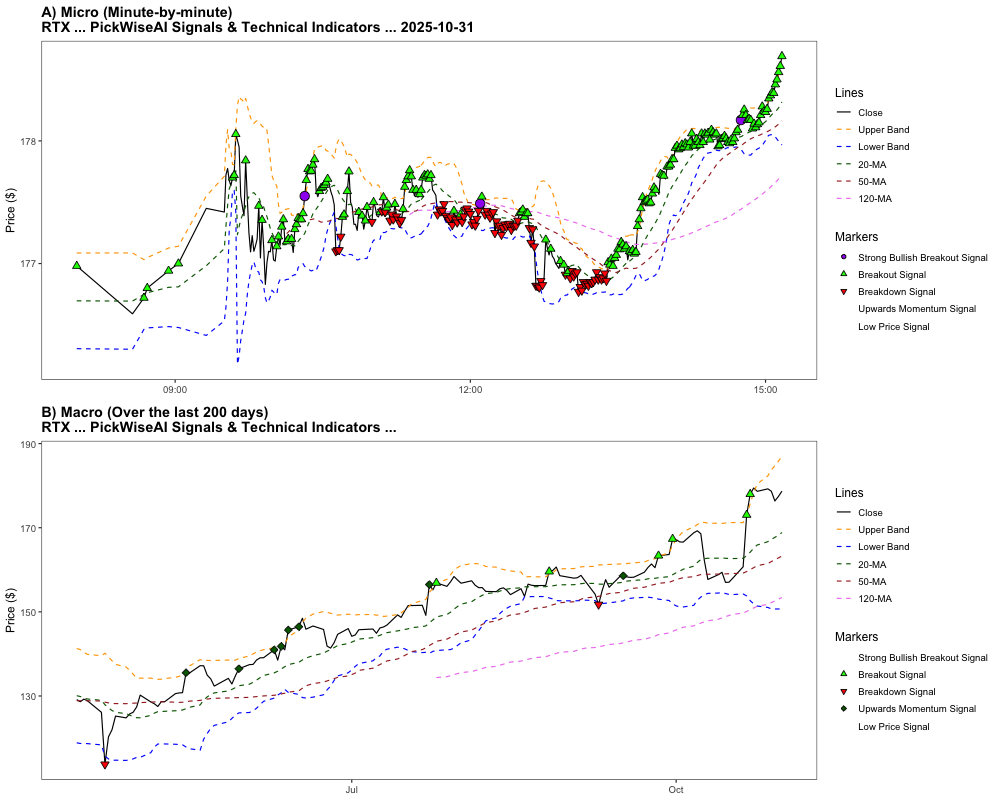 A) Micro (Minute-by-minute)
RTX ... PickWiseAI Signals & Technical Indicators ... 2025-10-31
Price ($)
178
177
09:00
12:00
15:00
Lines
Close
Upper Band
Lower Band
20-MA
50-MA
120-MA
Markers
Strong Bullish Breakout Signal
Breakout Signal
Breakdown Signal
Upwards Momentum Signal
Low Price Signal
B) Macro (Over the last 200 days)
RTX ... PickWiseAI Signals & Technical Indicators ...
Price ($)
190
170
150
130
Jul
Oct
Lines
Close
Upper Band
Lower Band
20-MA
50-MA
120-MA
Markers
Strong Bullish Breakout Signal
Breakout Signal
Breakdown Signal
Upwards Momentum Signal
Low Price Signal